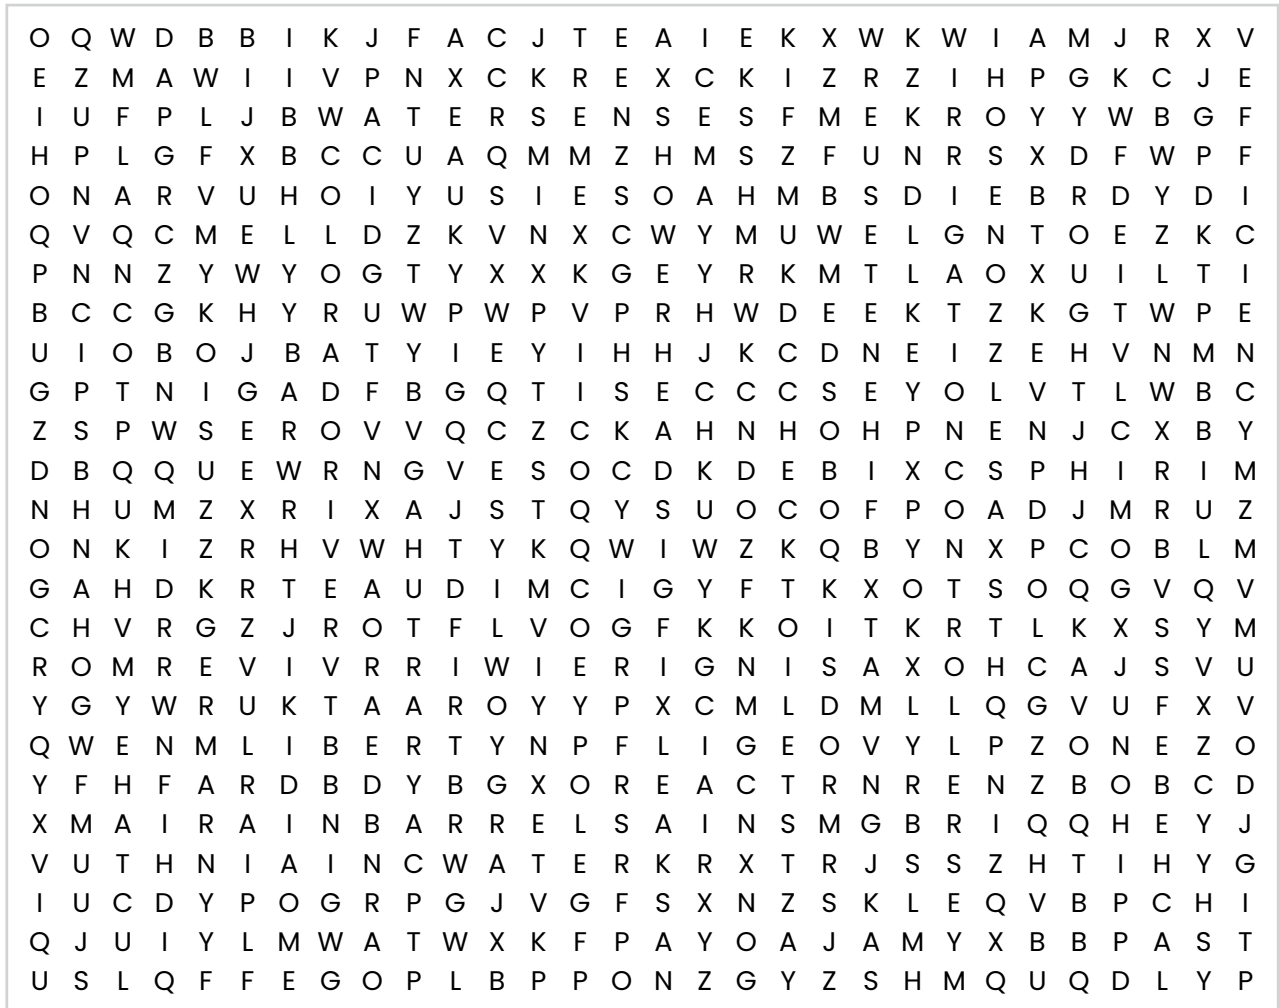 O Q W D B B I K J F A C J T E A I E K X W K W I A M J R X V
E Z M A W I I V P N X C K R E X C K I Z R Z I H P G K C J E
I U F P L J B W A T E R S E N S E S F M E K R O Y Y W B G F
H P L G F X B C C U A Q M M Z H M S Z F U N R S X D F W P F
O N A R V U H O I Y U S I E S O A H M B S D I E B R D Y D I
Q V Q C M E L L D Z K V N X C W Y M U W E L G N T O E Z K C
P N N Z Y W Y O G T Y X X K G E Y R K M T L A O X U I L T I
B C C G K H Y R U W P W P V P R H W D E E K T Z K G T W P E
U I O B O J B A T Y I E Y I H H J K C D N E I Z E H V N M N
G P T N I G A D F B G Q T I S E C C C S E Y O L V T L W B C
Z S P W S E R O V V Q C Z C K A H N H O H P N E N J C X B Y
D B Q Q U E W R N G V E S O C D K D E B I X C S P H I R I M
N H U M Z X R I X A J S T Q Y S U O C O F P O A D J M R U Z
O N K I Z R H V W H T Y K Q W I W Z K Q B Y N X P C O B L M
G A H D K R T E A U D I M C I G Y F T K X O T S O Q G V Q V
C H V R G Z J R O T F L V O G F K K O I T K R T L K X S Y M
R O M R E V I V R R I W I E R I G N I S A X O H C A J S V U
Y G Y W R U K T A A R O Y Y P X C M L D M L L Q G V U F X V
Q W E N M L I B E R T Y N P F L I G E O V Y L P Z O N E Z O
Y F H F A R D B D Y B G X O R E A C T R N R E N Z B O B C D
X M A I R A I N B A R R E L S A I N S M G B R I Q Q H E Y J
V U T H N I A I N C W A T E R K R X T R J S S Z H T I H Y G
I U C D Y P O G R P G J V G F S X N Z S K L E Q V B P C H I
Q J U I Y L M W A T W X K F P A Y O A J A M Y X B B P A S T
U S L Q F F E G O P L B P P O N Z G Y Z S H M Q U Q D L Y P